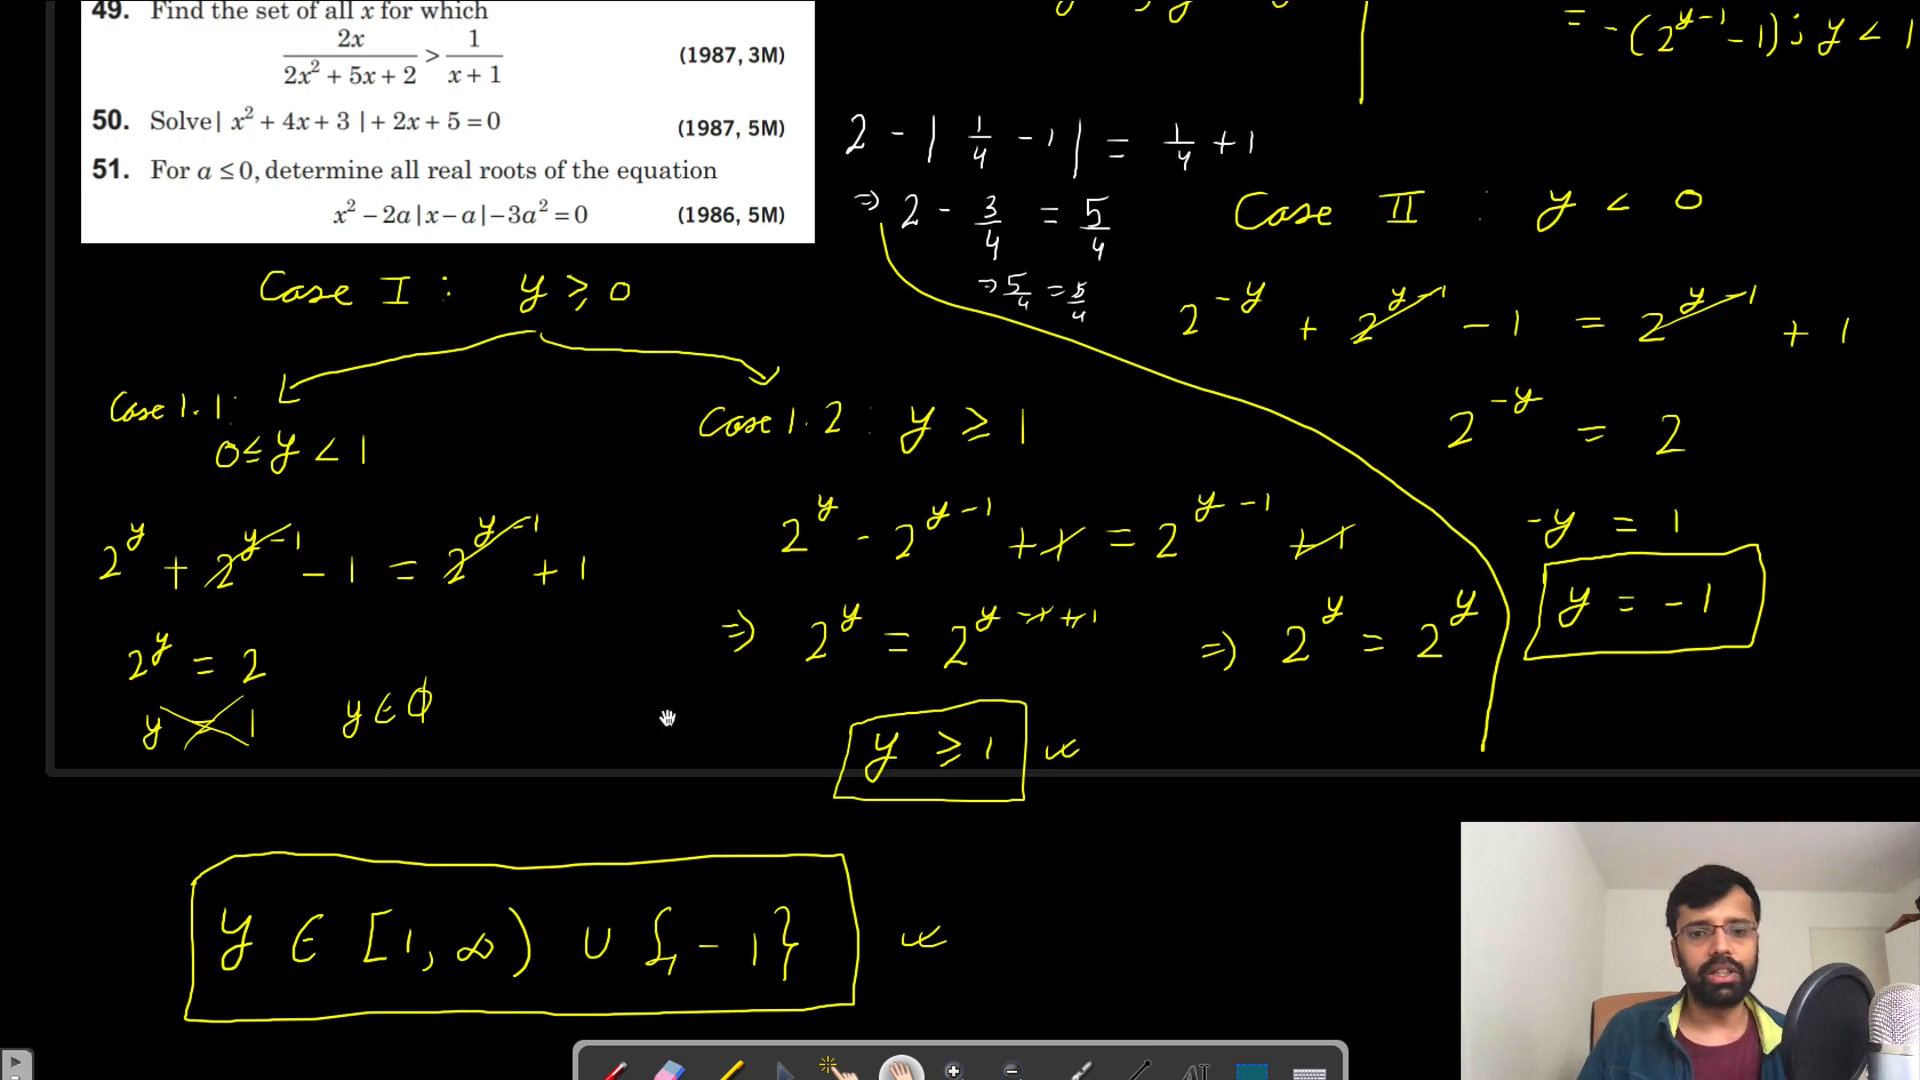 49. Find the set of all x for which
2x / (2x² + 5x + 2) > 1 / (x + 1) (1987, 3M)
50. Solve | x² + 4x + 3 | + 2x + 5 = 0 (1987, 5M)
51. For a ≤ 0, determine all real roots of the equation
x² − 2a | x − a | − 3a² = 0 (1986, 5M)
= -(2^(y-1) - 1) ; y < 1
2 - | 1/4 - 1 | = 1/4 + 1
⇒ 2 - 3/4 = 5/4
⇒ 5/4 = 5/4
Case I : y ≥ 0
Case 1.1:
0 ≤ y < 1
2^y + 2^(y-1) - 1 = 2^(y-1) + 1
2^y = 2
y = 1 y ∈ ϕ
Case 1.2 : y ≥ 1
2^y - 2^(y-1) + 1 = 2^(y-1) + 1
⇒ 2^y = 2^(y-1+1) ⇒ 2^y = 2^y
y ≥ 1
Case II : y < 0
2^(-y) + 2^(y-1) - 1 = 2^(y-1) + 1
2^(-y) = 2
-y = 1
y = -1
y ∈ [1, ∞) ∪ {-1}